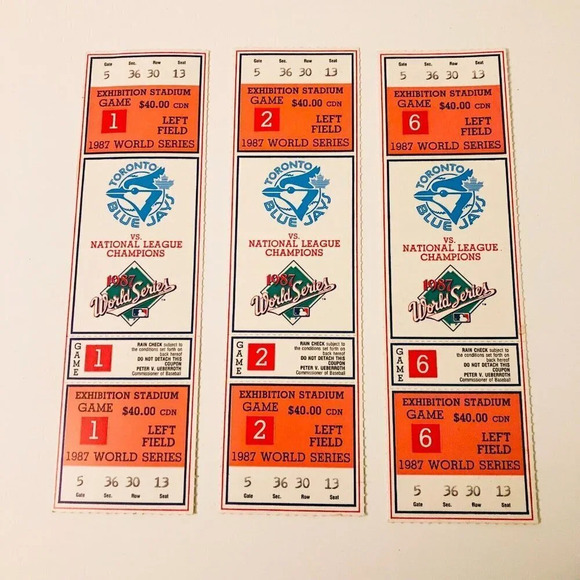 Gate Sec. Row Seat
5 36 30 13
EXHIBITION STADIUM
GAME $40.00 CDN
1 LEFT
FIELD
1987 WORLD SERIES
TORONTO
BLUE JAYS
VS.
NATIONAL LEAGUE
CHAMPIONS
1987
World Series
GAME
1
RAIN CHECK subject to
the conditions set forth on
back hereof
DO NOT DETACH THIS
COUPON
PETER V. UEBERROTH
Commissioner of Baseball
EXHIBITION STADIUM
GAME $40.00 CDN
1 LEFT
FIELD
1987 WORLD SERIES
5 36 30 13
Gate Sec. Row Seat
Gate Sec. Row Seat
5 36 30 13
EXHIBITION STADIUM
GAME $40.00 CDN
2 LEFT
FIELD
1987 WORLD SERIES
TORONTO
BLUE JAYS
VS.
NATIONAL LEAGUE
CHAMPIONS
1987
World Series
GAME
2
RAIN CHECK subject to
the conditions set forth on
back hereof
DO NOT DETACH THIS
COUPON
PETER V. UEBERROTH
Commissioner of Baseball
EXHIBITION STADIUM
GAME $40.00 CDN
2 LEFT
FIELD
1987 WORLD SERIES
5 36 30 13
Gate Sec. Row Seat
Gate Sec. Row Seat
5 36 30 13
EXHIBITION STADIUM
GAME $40.00 CDN
6 LEFT
FIELD
1987 WORLD SERIES
TORONTO
BLUE JAYS
VS.
NATIONAL LEAGUE
CHAMPIONS
1987
World Series
GAME
6
RAIN CHECK subject to
the conditions set forth on
back hereof
DO NOT DETACH THIS
COUPON
PETER V. UEBERROTH
Commissioner of Baseball
EXHIBITION STADIUM
GAME $40.00 CDN
6 LEFT
FIELD
1987 WORLD SERIES
5 36 30 13
Gate Sec. Row Seat